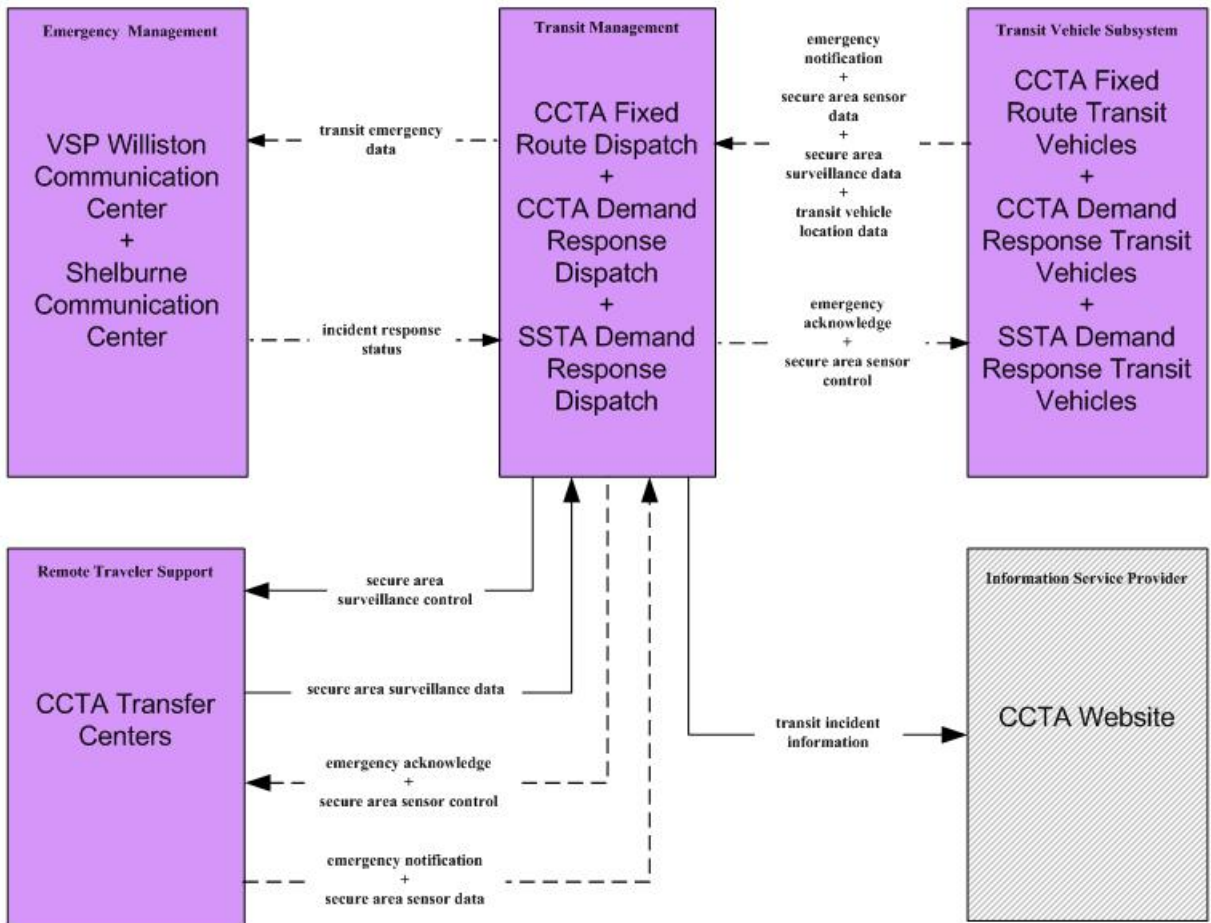 Emergency Management
VSP Williston
Communication
Center
+
Shelburne
Communication
Center
transit emergency
data
incident response
status
Transit Management
CCTA Fixed
Route Dispatch
+
CCTA Demand
Response
Dispatch
+
SSTA Demand
Response
Dispatch
emergency
notification
+
secure area sensor
data
+
secure area
surveillance data
+
transit vehicle
location data
emergency
acknowledge
+
secure area sensor
control
Transit Vehicle Subsystem
CCTA Fixed
Route Transit
Vehicles
+
CCTA Demand
Response Transit
Vehicles
+
SSTA Demand
Response Transit
Vehicles
Remote Traveler Support
CCTA Transfer
Centers
secure area
surveillance control
secure area surveillance data
emergency acknowledge
+
secure area sensor control
emergency notification
+
secure area sensor data
transit incident
information
Information Service Provider
CCTA Website